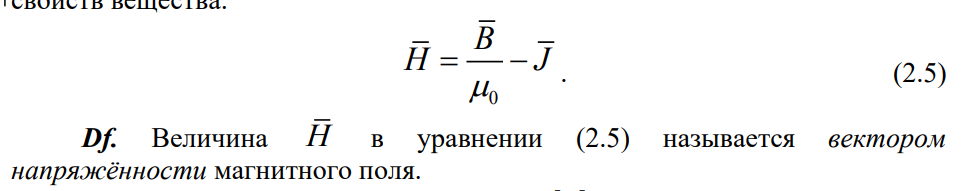 свойств вещества.
H̅ = B̅/μ₀ − J̅. (2.5)
Df. Величина H̅ в уравнении (2.5) называется вектором
напряжённости магнитного поля.